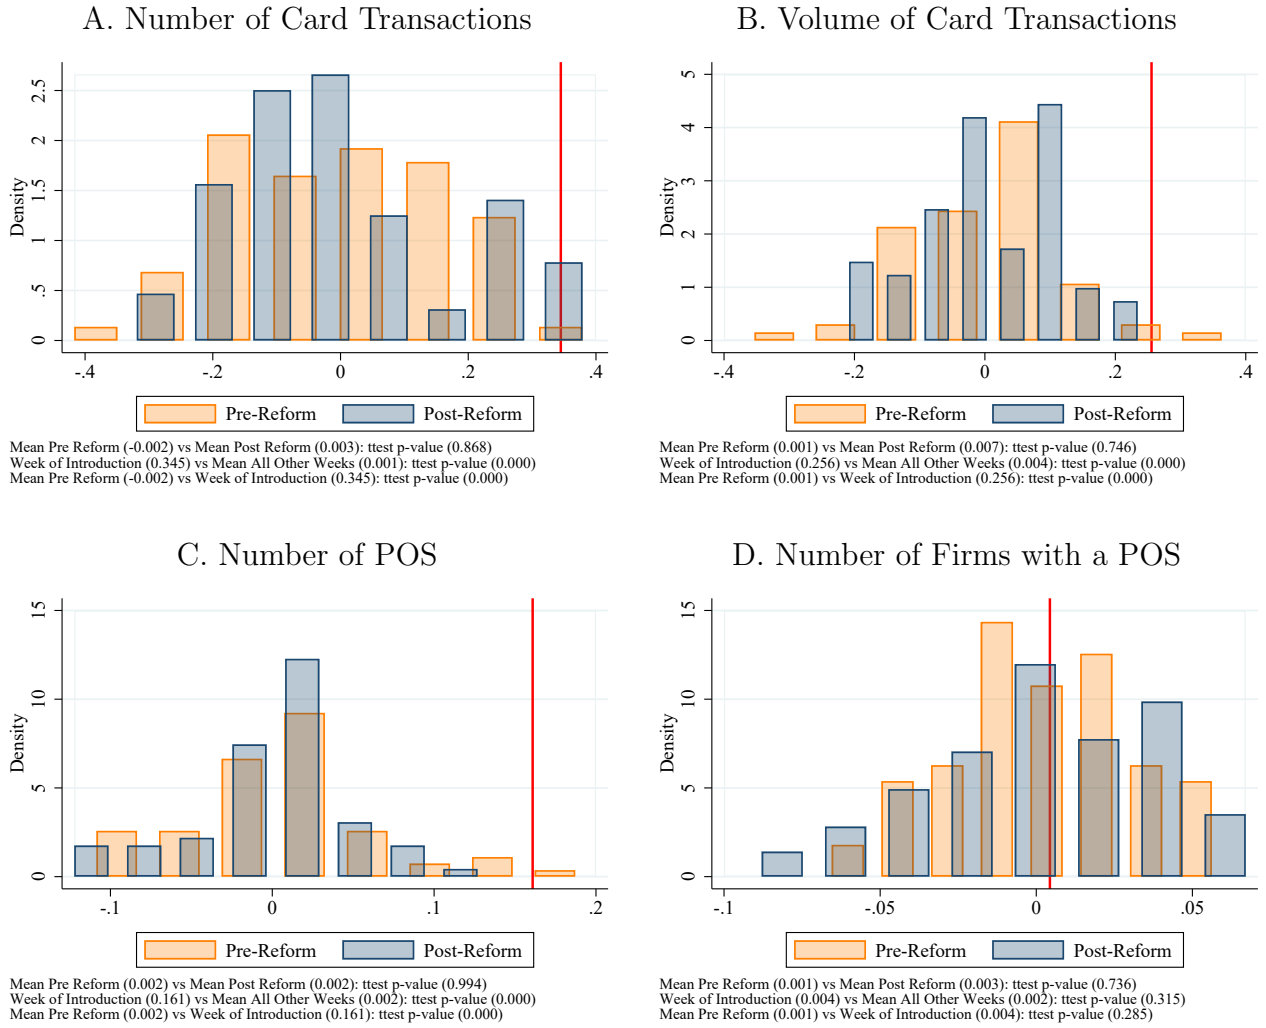 A. Number of Card Transactions
Density
0 .5 1 1.5 2 2.5
-.4 -.2 0 .2 .4
Pre-Reform Post-Reform
Mean Pre Reform (-0.002) vs Mean Post Reform (0.003): ttest p-value (0.868)
Week of Introduction (0.345) vs Mean All Other Weeks (0.001): ttest p-value (0.000)
Mean Pre Reform (-0.002) vs Week of Introduction (0.345): ttest p-value (0.000)
B. Volume of Card Transactions
Density
0 1 2 3 4 5
-.4 -.2 0 .2 .4
Pre-Reform Post-Reform
Mean Pre Reform (0.001) vs Mean Post Reform (0.007): ttest p-value (0.746)
Week of Introduction (0.256) vs Mean All Other Weeks (0.004): ttest p-value (0.000)
Mean Pre Reform (0.001) vs Week of Introduction (0.256): ttest p-value (0.000)
C. Number of POS
Density
0 5 10 15
-.1 0 .1 .2
Pre-Reform Post-Reform
Mean Pre Reform (0.002) vs Mean Post Reform (0.002): ttest p-value (0.994)
Week of Introduction (0.161) vs Mean All Other Weeks (0.002): ttest p-value (0.000)
Mean Pre Reform (0.002) vs Week of Introduction (0.161): ttest p-value (0.000)
D. Number of Firms with a POS
Density
0 5 10 15
-.1 -.05 0 .05
Pre-Reform Post-Reform
Mean Pre Reform (0.001) vs Mean Post Reform (0.003): ttest p-value (0.736)
Week of Introduction (0.004) vs Mean All Other Weeks (0.002): ttest p-value (0.315)
Mean Pre Reform (0.001) vs Week of Introduction (0.004): ttest p-value (0.285)